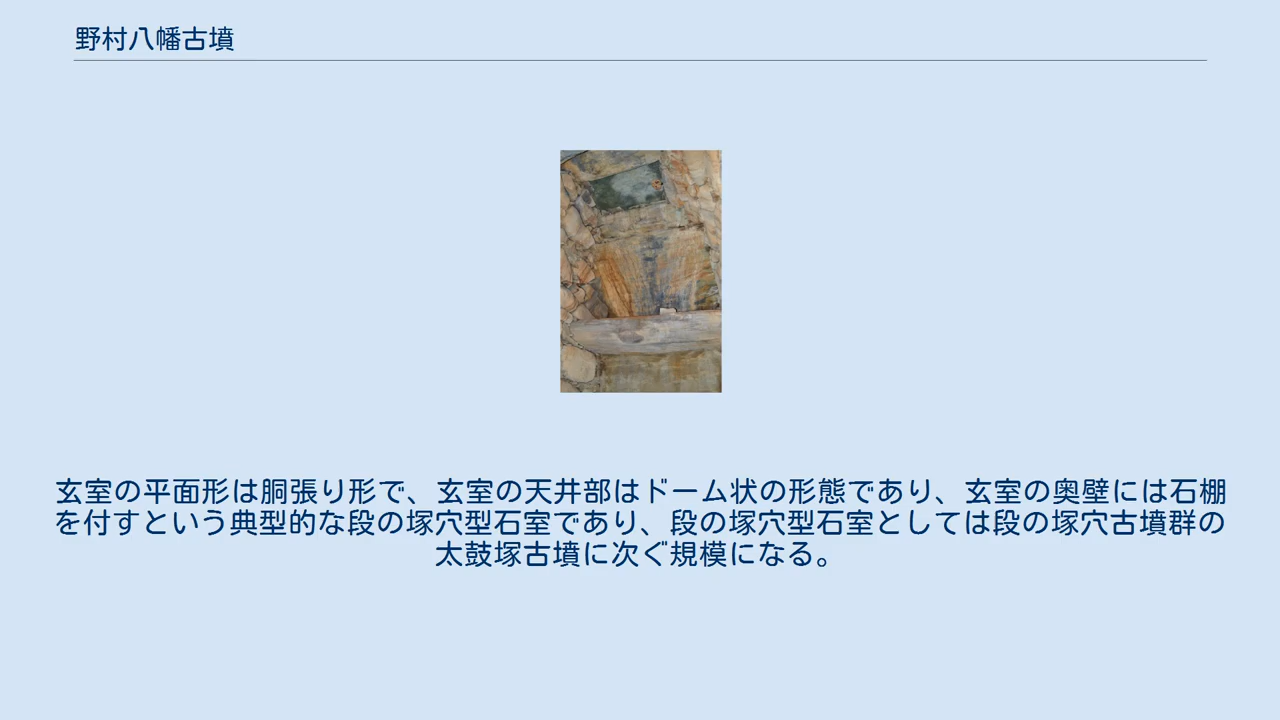 野村八幡古墳
玄室の平面形は胴張り形で、玄室の天井部はドーム状の形態であり、玄室の奥壁には石棚
を付すという典型的な段の塚穴型石室であり、段の塚穴型石室としては段の塚穴古墳群の
太鼓塚古墳に次ぐ規模になる。